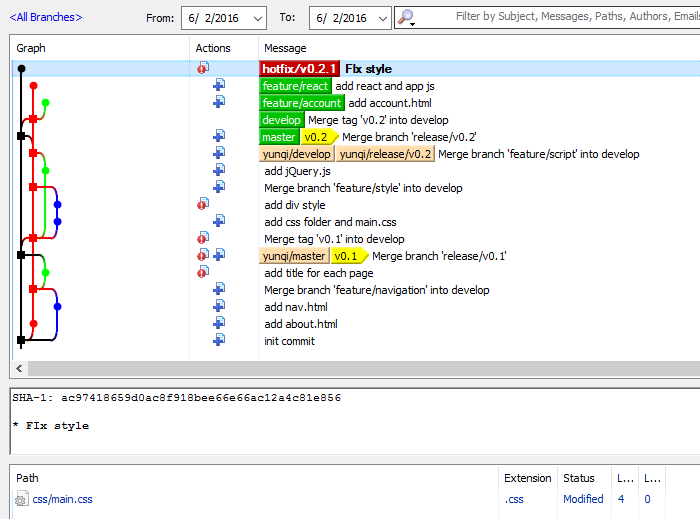 <All Branches> From: 6/ 2/2016 To: 6/ 2/2016 Filter by Subject, Messages, Paths, Authors, Emails
Graph Actions Message
hotfix/v0.2.1 FIx style
feature/react add react and app js
feature/account add account.html
develop Merge tag 'v0.2' into develop
master v0.2 Merge branch 'release/v0.2'
yunqi/develop yunqi/release/v0.2 Merge branch 'feature/script' into develop
add jQuery.js
Merge branch 'feature/style' into develop
add div style
add css folder and main.css
Merge tag 'v0.1' into develop
yunqi/master v0.1 Merge branch 'release/v0.1'
add title for each page
Merge branch 'feature/navigation' into develop
add nav.html
add about.html
init commit
SHA-1: ac97418659d0ac8f918bee66e66ac12a4c81e856
* FIx style
Path Extension Status L... L...
css/main.css .css Modified 4 0